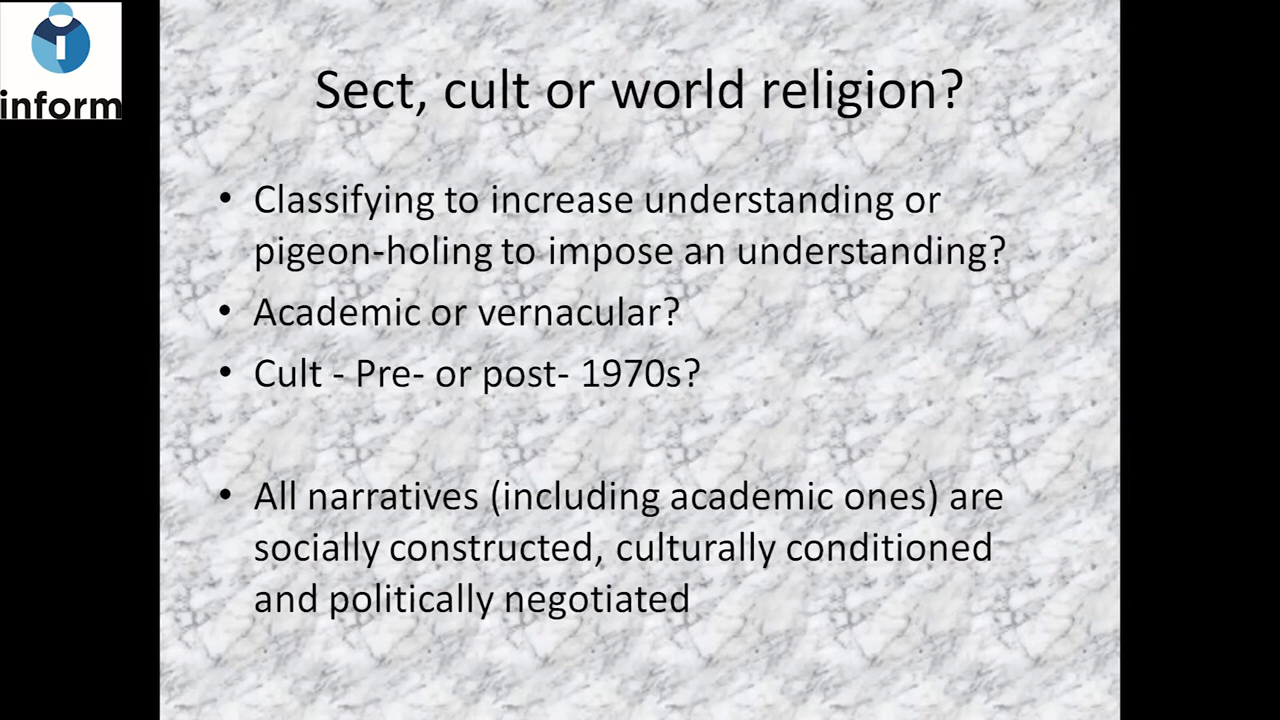 inform
Sect, cult or world religion?
• Classifying to increase understanding or
pigeon-holing to impose an understanding?
• Academic or vernacular?
• Cult - Pre- or post- 1970s?
• All narratives (including academic ones) are
socially constructed, culturally conditioned
and politically negotiated